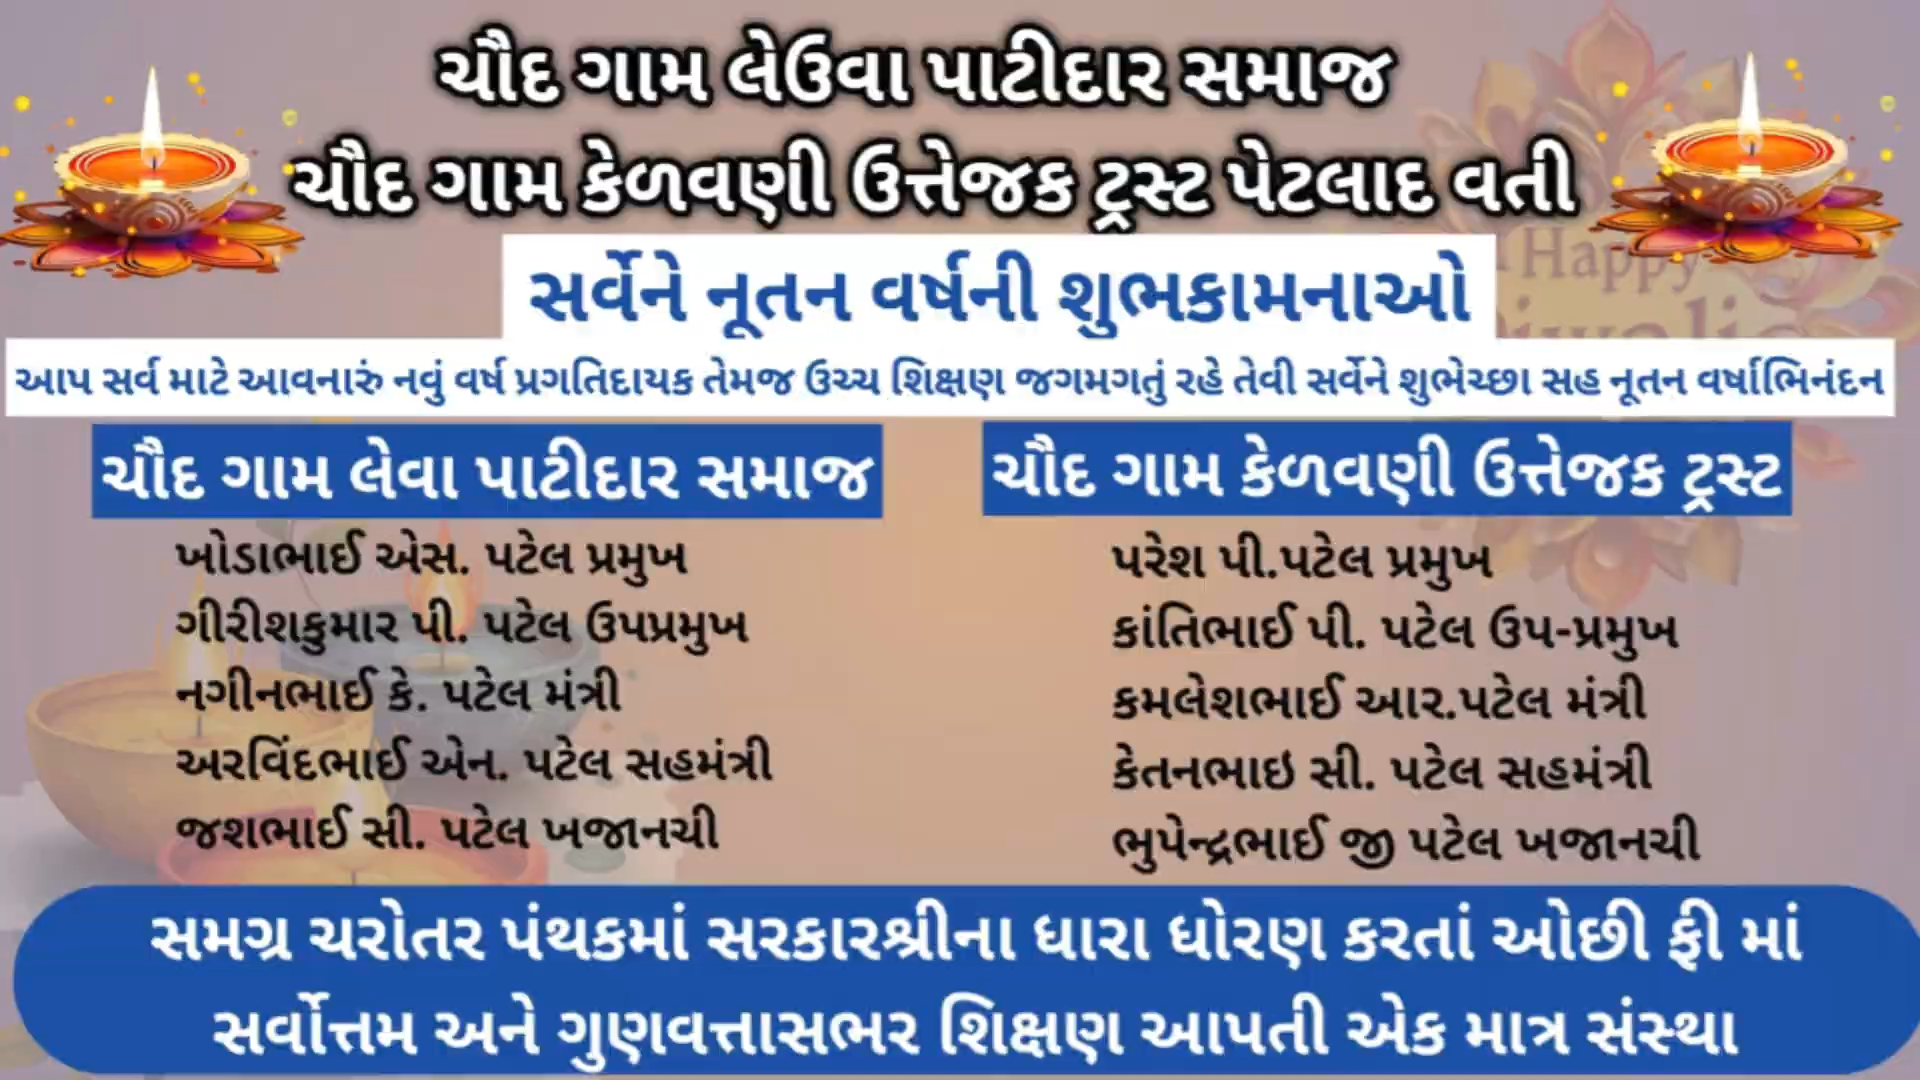 ચૌદ ગામ લેઉવા પાટીદાર સમાજ
ચૌદ ગામ કેળવણી ઉત્તેજક ટ્રસ્ટ પેટલાદ વતી
સર્વેને નૂતન વર્ષની શુભકામનાઓ
Happy
Diwali
આપ સર્વ માટે આવનારું નવું વર્ષ પ્રગતિદાયક તેમજ ઉચ્ચ શિક્ષણ જગમગતું રહે તેવી સર્વેને શુભેચ્છા સહ નૂતન વર્ષાભિનંદન
ચૌદ ગામ લેવા પાટીદાર સમાજ
ખોડાભાઈ એસ. પટેલ પ્રમુખ
ગીરીશકુમાર પી. પટેલ ઉપપ્રમુખ
નગીનભાઈ કે. પટેલ મંત્રી
અરવિંદભાઈ એન. પટેલ સહમંત્રી
જશભાઈ સી. પટેલ ખજાનચી
ચૌદ ગામ કેળવણી ઉત્તેજક ટ્રસ્ટ
પરેશ પી.પટેલ પ્રમુખ
કાંતિભાઈ પી. પટેલ ઉપ-પ્રમુખ
કમલેશભાઈ આર.પટેલ મંત્રી
કેતનભાઇ સી. પટેલ સહમંત્રી
ભુપેન્દ્રભાઈ જી પટેલ ખજાનચી
સમગ્ર ચરોતર પંથકમાં સરકારશ્રીના ધારા ધોરણ કરતાં ઓછી ફી માં
સર્વોત્તમ અને ગુણવત્તાસભર શિક્ષણ આપતી એક માત્ર સંસ્થા